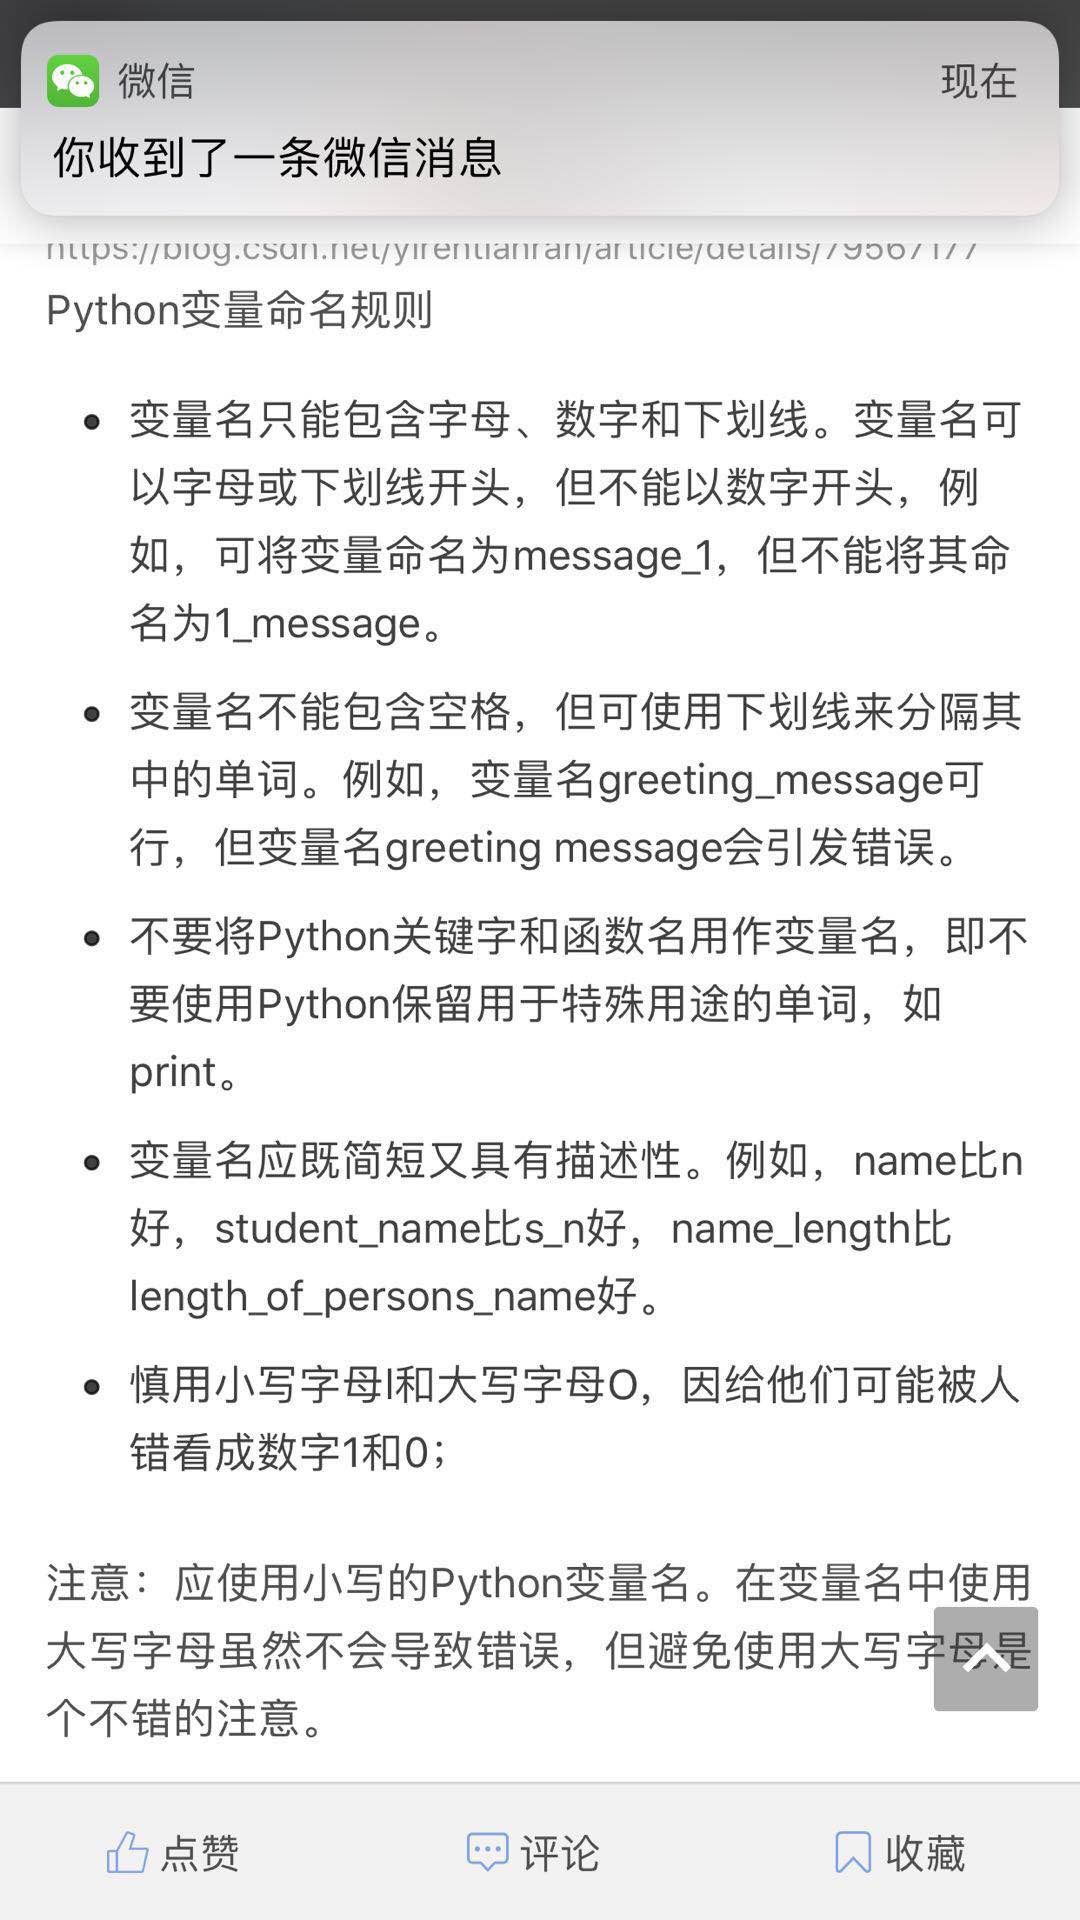 微信
现在
你收到了一条微信消息
https://blog.csdn.net/yirentianran/article/details/79567177
Python变量命名规则
变量名只能包含字母、数字和下划线。变量名可
以字母或下划线开头，但不能以数字开头，例
如，可将变量命名为message_1，但不能将其命
名为1_message。
变量名不能包含空格，但可使用下划线来分隔其
中的单词。例如，变量名greeting_message可
行，但变量名greeting message会引发错误。
不要将Python关键字和函数名用作变量名，即不
要使用Python保留用于特殊用途的单词，如
print。
变量名应既简短又具有描述性。例如，name比n
好，student_name比s_n好，name_length比
length_of_persons_name好。
慎用小写字母l和大写字母O，因给他们可能被人
错看成数字1和0；
注意：应使用小写的Python变量名。在变量名中使用
大写字母虽然不会导致错误，但避免使用大写字母是
个不错的注意。
点赞
评论
收藏